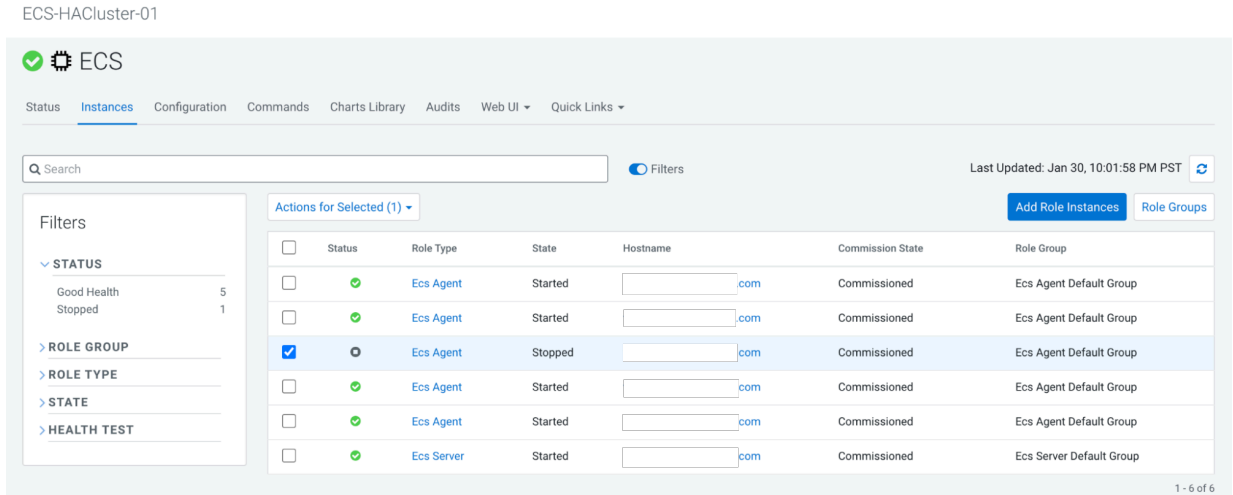 ECS-HACluster-01
ECS
Status Instances Configuration Commands Charts Library Audits Web UI Quick Links
Search Filters Last Updated: Jan 30, 10:01:58 PM PST
Filters Actions for Selected (1) Add Role Instances Role Groups
Status Role Type State Hostname Commission State Role Group
STATUS
Good Health 5
Stopped 1
ROLE GROUP
ROLE TYPE
STATE
HEALTH TEST
Ecs Agent Started .com Commissioned Ecs Agent Default Group
Ecs Agent Started .com Commissioned Ecs Agent Default Group
Ecs Agent Stopped com Commissioned Ecs Agent Default Group
Ecs Agent Started com Commissioned Ecs Agent Default Group
Ecs Agent Started com Commissioned Ecs Agent Default Group
Ecs Server Started com Commissioned Ecs Server Default Group
1 - 6 of 6